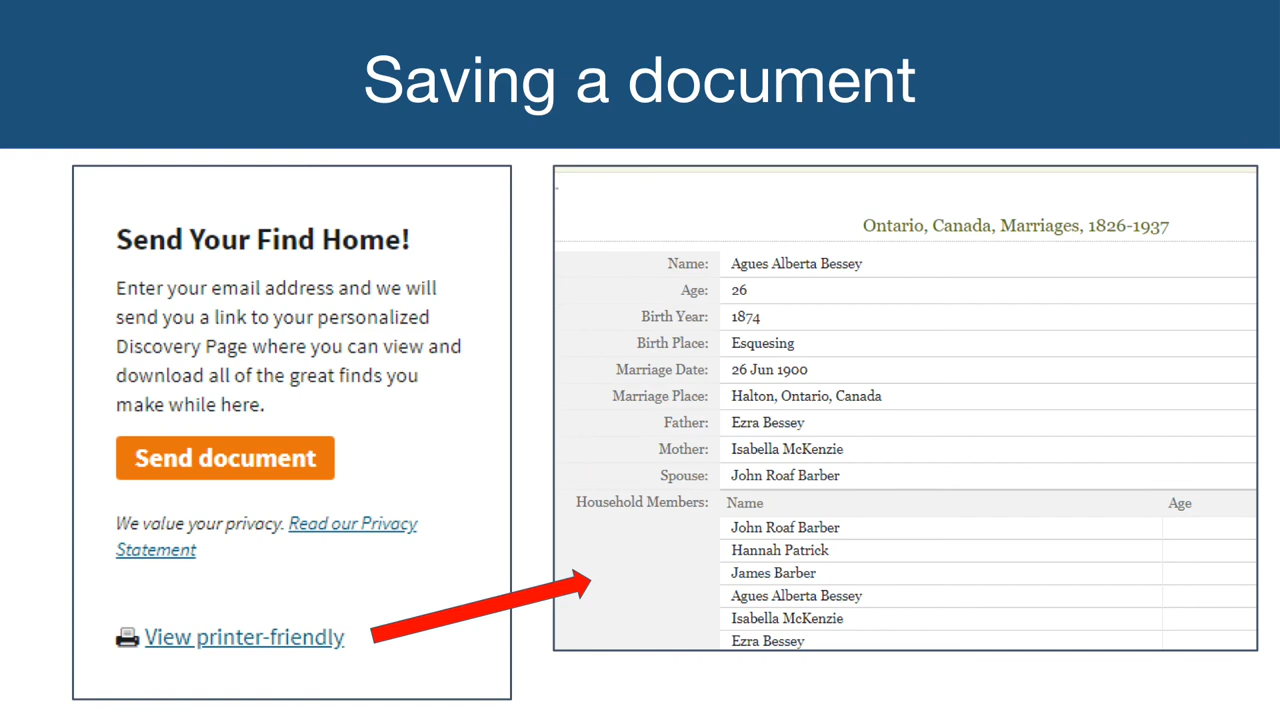 Saving a document
Send Your Find Home!
Enter your email address and we will
send you a link to your personalized
Discovery Page where you can view and
download all of the great finds you
make while here.
Send document
We value your privacy. Read our Privacy
Statement
View printer-friendly
Ontario, Canada, Marriages, 1826-1937
Name: Agues Alberta Bessey
Age: 26
Birth Year: 1874
Birth Place: Esquesing
Marriage Date: 26 Jun 1900
Marriage Place: Halton, Ontario, Canada
Father: Ezra Bessey
Mother: Isabella McKenzie
Spouse: John Roaf Barber
Household Members: Name Age
John Roaf Barber
Hannah Patrick
James Barber
Agues Alberta Bessey
Isabella McKenzie
Ezra Bessey